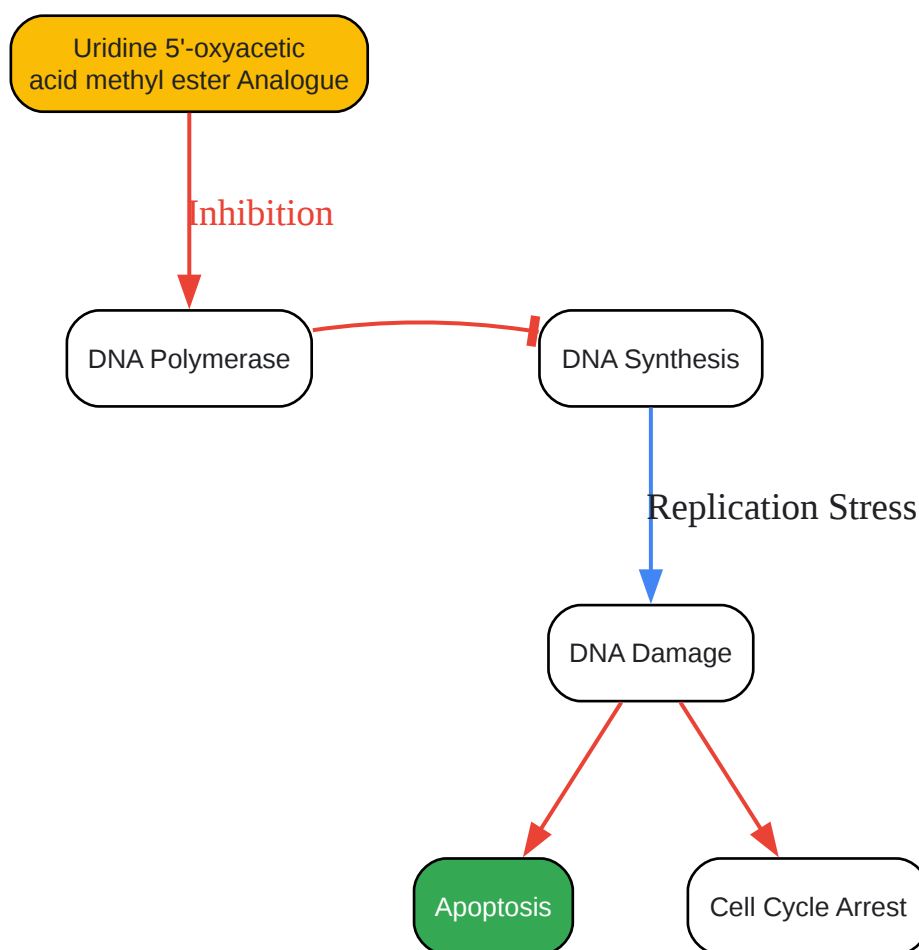 Uridine 5'-oxyacetic
acid methyl ester Analogue
Inhibition
DNA Polymerase
DNA Synthesis
Replication Stress
DNA Damage
Apoptosis
Cell Cycle Arrest